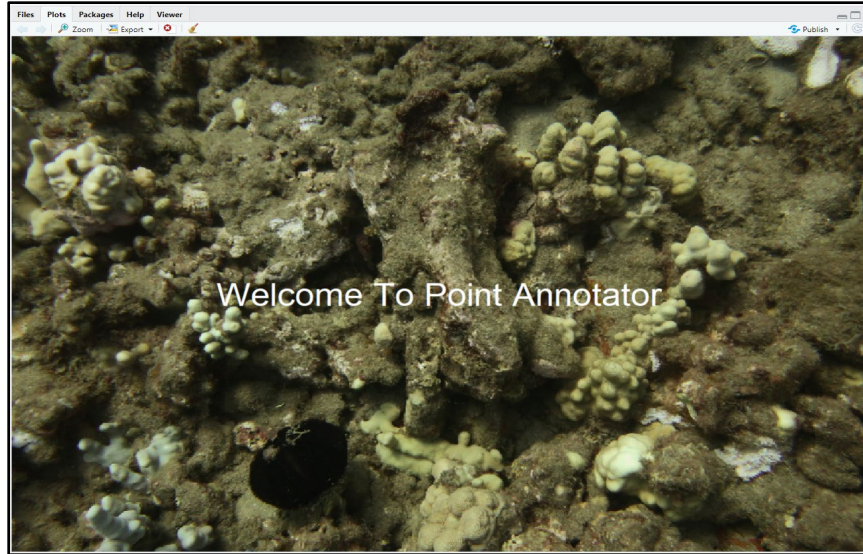 Files Plots Packages Help Viewer
Zoom Export Publish
Welcome To Point Annotator